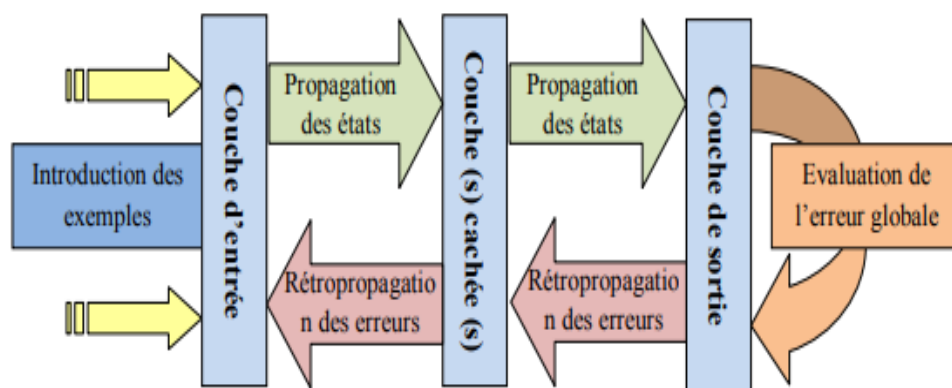 Introduction des
exemples
Couche d'entrée
Propagation
des états
Rétropropagatio
n des erreurs
Couche (s) cachée (s)
Propagation
des états
Rétropropagatio
n des erreurs
Couche de sortie
Evaluation de
l'erreur globale